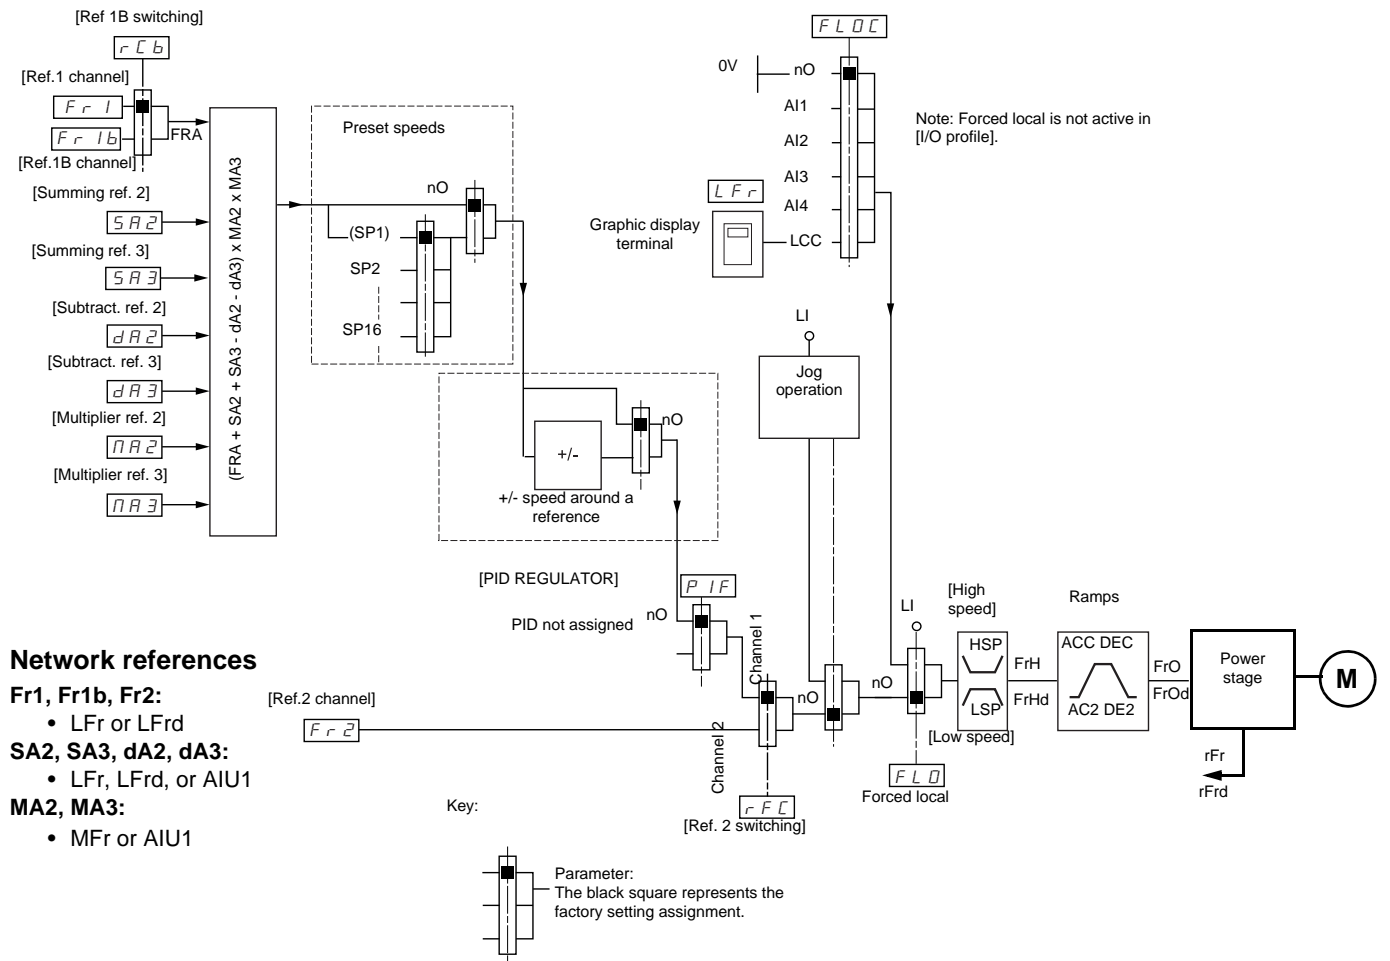 [Ref 1B switching]
rCb
[Ref.1 channel]
Fr1
Fr1b
FRA
[Ref.1B channel]
[Summing ref. 2]
SA2
[Summing ref. 3]
SA3
[Subtract. ref. 2]
dA2
[Subtract. ref. 3]
dA3
[Multiplier ref. 2]
MA2
[Multiplier ref. 3]
MA3
(FRA + SA2 + SA3 - dA2 - dA3) x MA2 x MA3
Preset speeds
nO
(SP1)
SP2
SP16
+/-
nO
+/- speed around a
reference
FLOC
0V
nO
AI1
AI2
AI3
AI4
LFr
Graphic display
terminal
LCC
Note: Forced local is not active in
[I/O profile].
LI
Jog
operation
[PID REGULATOR]
PIF
PID not assigned
nO
Channel 1
Channel 2
[Ref.2 channel]
Fr2
rFC
[Ref. 2 switching]
nO
nO
LI
FLO
Forced local
[High
speed]
HSP
LSP
[Low speed]
FrH
FrHd
Ramps
ACC DEC
AC2 DE2
FrO
FrOd
Power
stage
M
rFr
rFrd
Network references
Fr1, Fr1b, Fr2:
• LFr or LFrd
SA2, SA3, dA2, dA3:
• LFr, LFrd, or AIU1
MA2, MA3:
• MFr or AIU1
Key:
Parameter:
The black square represents the
factory setting assignment.